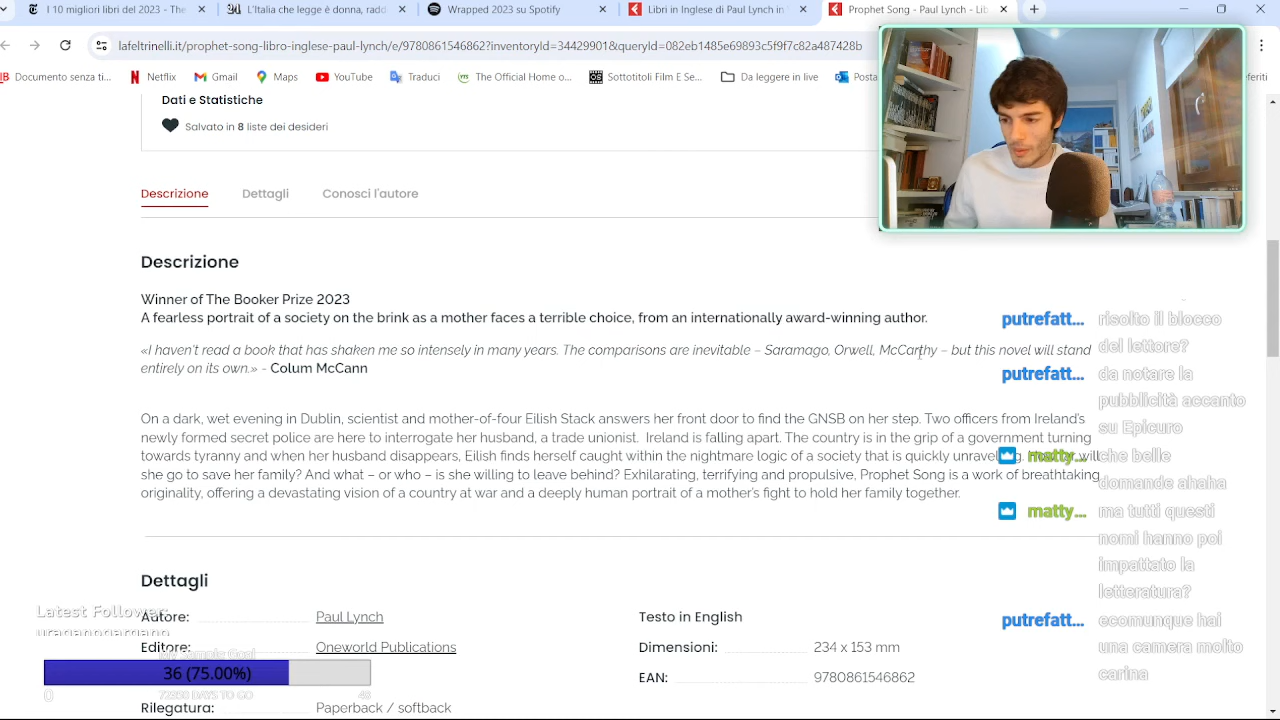 I 10 migliori libri del 2023 - The
L'Italia che legge è donna, rado
Wrapped 2023 su Spotify
Libri in Inglese di Paul Lynch in
Prophet Song - Paul Lynch - Lib
lafeltrinelli.it/prophet-song-libro-inglese-paul-lynch/e/9780861546862?inventoryId=34429901&queryId=082eb1485e69893c5f9f7c82a487428b
Documento senza ti...
Netflix
Gmail
Maps
YouTube
Traduci
The Official Home o...
Sottotitoli Film E Se...
Da leggere in live
Posta
Dati e Statistiche
Salvato in 8 liste dei desideri
Descrizione Dettagli Conosci l'autore
Descrizione
Winner of The Booker Prize 2023
A fearless portrait of a society on the brink as a mother faces a terrible choice, from an internationally award-winning author.
«I haven't read a book that has shaken me so intensely in many years. The comparisons are inevitable – Saramago, Orwell, McCarthy – but this novel will stand
entirely on its own.» - Colum McCann
On a dark, wet evening in Dublin, scientist and mother-of-four Eilish Stack answers her front door to find the GNSB on her step. Two officers from Ireland's
newly formed secret police are here to interrogate her husband, a trade unionist. Ireland is falling apart. The country is in the grip of a government turning
towards tyranny and when her husband disappears, Eilish finds herself caught within the nightmare logic of a society that is quickly unraveling. will
she go to save her family? And what - or who - is she willing to leave behind? Exhilarating, terrifying and propulsive, Prophet Song is a work of breathtaking
originality, offering a devastating vision of a country at war and a deeply human portrait of a mother's fight to hold her family together.
Dettagli
Autore: Paul Lynch
Testo in English
Editore: Oneworld Publications
Dimensioni: 234 x 153 mm
EAN: 9780861546862
Rilegatura: Paperback / softback
putrefatt... risolto il blocco
del lettore?
putrefatt... da notare la
pubblicità accanto
su Epicuro
matty... che belle
domande ahaha
matty... ma tutti questi
nomi hanno poi
impattato la
letteratura?
putrefatt... ecomunque hai
una camera molto
carina
Latest Follower:
My Sample Goal
36 (75.00%)
0
DAYS TO GO
48